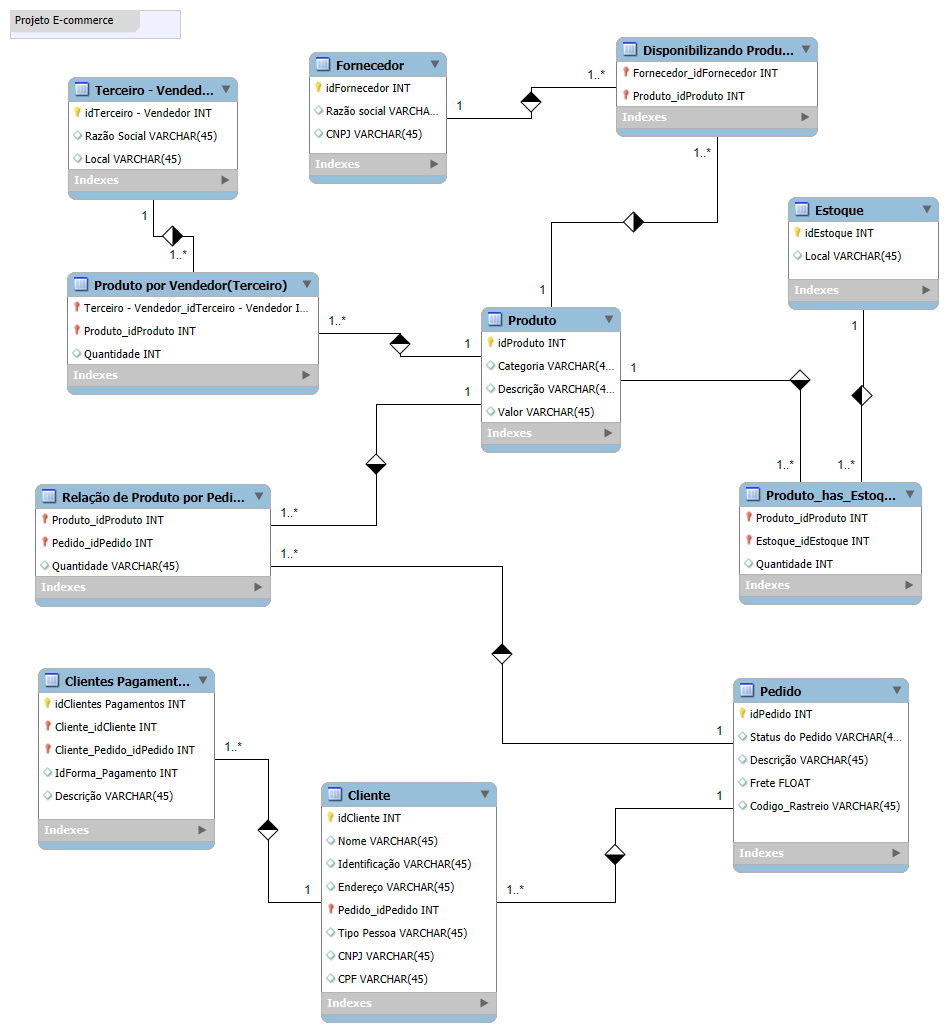 Projeto E-commerce
Terceiro - Vended...
idTerceiro - Vendedor INT
Razão Social VARCHAR(45)
Local VARCHAR(45)
Indexes
Fornecedor
idFornecedor INT
Razão social VARCHA...
CNPJ VARCHAR(45)
Indexes
Disponibilizando Produ...
Fornecedor_idFornecedor INT
Produto_idProduto INT
Indexes
1
1..*
1..*
1
1
1..*
Estoque
idEstoque INT
Local VARCHAR(45)
Indexes
Produto por Vendedor(Terceiro)
Terceiro - Vendedor_idTerceiro - Vendedor I...
Produto_idProduto INT
Quantidade INT
Indexes
1..*
1
Produto
idProduto INT
Categoria VARCHAR(4...
Descrição VARCHAR(4...
Valor VARCHAR(45)
Indexes
1
1
1
1..*
1..*
Relação de Produto por Pedi...
Produto_idProduto INT
Pedido_idPedido INT
Quantidade VARCHAR(45)
Indexes
1..*
1..*
Produto_has_Estoq...
Produto_idProduto INT
Estoque_idEstoque INT
Quantidade INT
Indexes
Clientes Pagament...
idClientes Pagamentos INT
Cliente_idCliente INT
Cliente_Pedido_idPedido INT
IdForma_Pagamento INT
Descrição VARCHAR(45)
Indexes
1..*
1
Cliente
idCliente INT
Nome VARCHAR(45)
Identificação VARCHAR(45)
Endereço VARCHAR(45)
Pedido_idPedido INT
Tipo Pessoa VARCHAR(45)
CNPJ VARCHAR(45)
CPF VARCHAR(45)
Indexes
1..*
1
1
Pedido
idPedido INT
Status do Pedido VARCHAR(4...
Descrição VARCHAR(45)
Frete FLOAT
Codigo_Rastreio VARCHAR(45)
Indexes